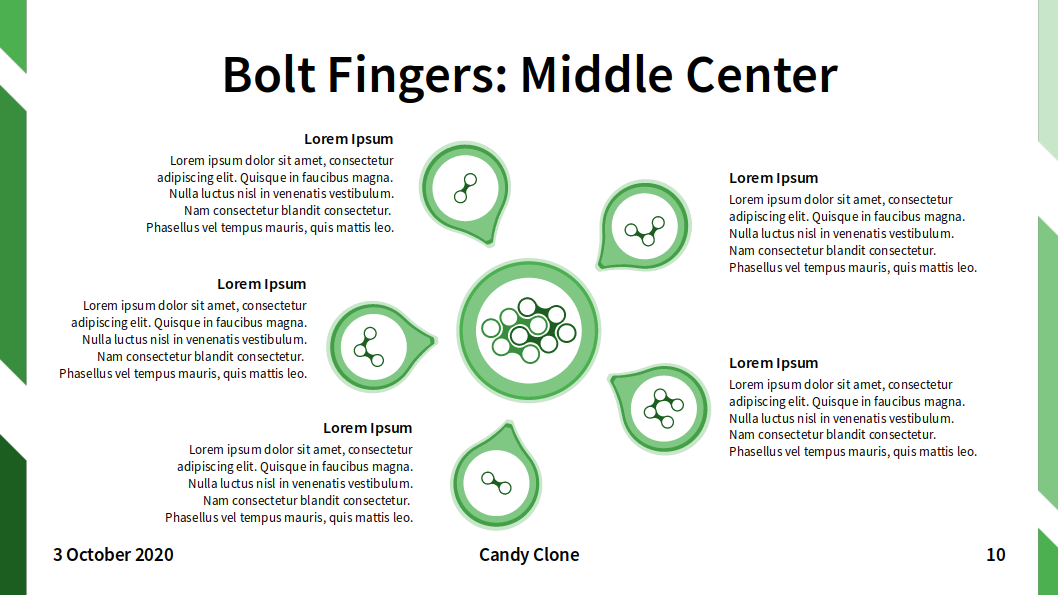 Bolt Fingers: Middle Center
Lorem Ipsum
Lorem ipsum dolor sit amet, consectetur
adipiscing elit. Quisque in faucibus magna.
Nulla luctus nisl in venenatis vestibulum.
Nam consectetur blandit consectetur.
Phasellus vel tempus mauris, quis mattis leo.
Lorem Ipsum
Lorem ipsum dolor sit amet, consectetur
adipiscing elit. Quisque in faucibus magna.
Nulla luctus nisl in venenatis vestibulum.
Nam consectetur blandit consectetur.
Phasellus vel tempus mauris, quis mattis leo.
Lorem Ipsum
Lorem ipsum dolor sit amet, consectetur
adipiscing elit. Quisque in faucibus magna.
Nulla luctus nisl in venenatis vestibulum.
Nam consectetur blandit consectetur.
Phasellus vel tempus mauris, quis mattis leo.
Lorem Ipsum
Lorem ipsum dolor sit amet, consectetur
adipiscing elit. Quisque in faucibus magna.
Nulla luctus nisl in venenatis vestibulum.
Nam consectetur blandit consectetur.
Phasellus vel tempus mauris, quis mattis leo.
Lorem Ipsum
Lorem ipsum dolor sit amet, consectetur
adipiscing elit. Quisque in faucibus magna.
Nulla luctus nisl in venenatis vestibulum.
Nam consectetur blandit consectetur.
Phasellus vel tempus mauris, quis mattis leo.
3 October 2020
Candy Clone
10